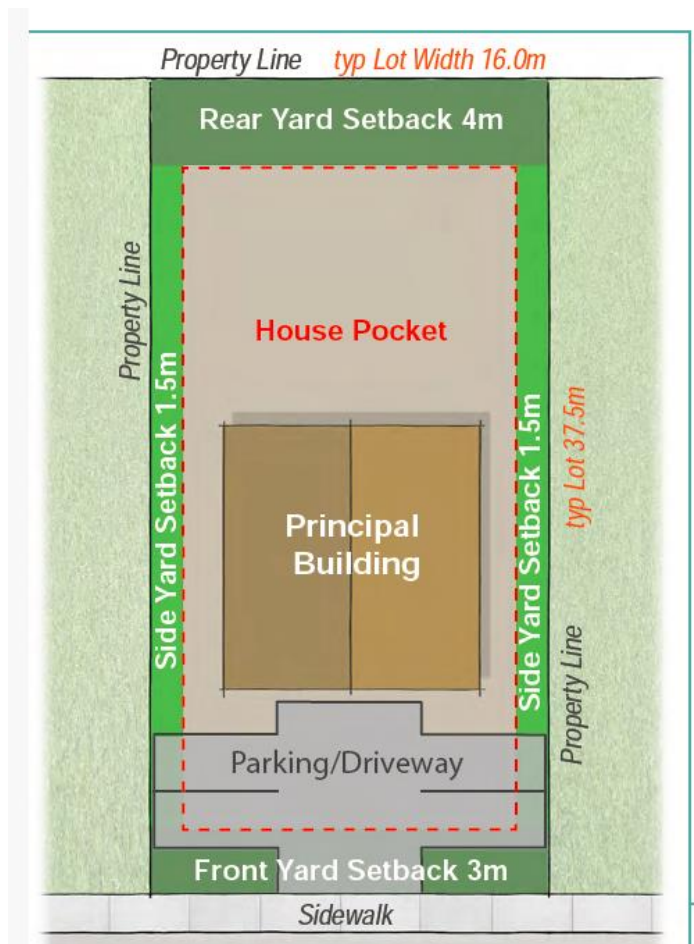 Property Line typ Lot Width 16.0m
Rear Yard Setback 4m
Property Line
House Pocket
Side Yard Setback 1.5m
Side Yard Setback 1.5m
typ Lot 37.5m
Principal
Building
Property Line
Parking/Driveway
Front Yard Setback 3m
Sidewalk